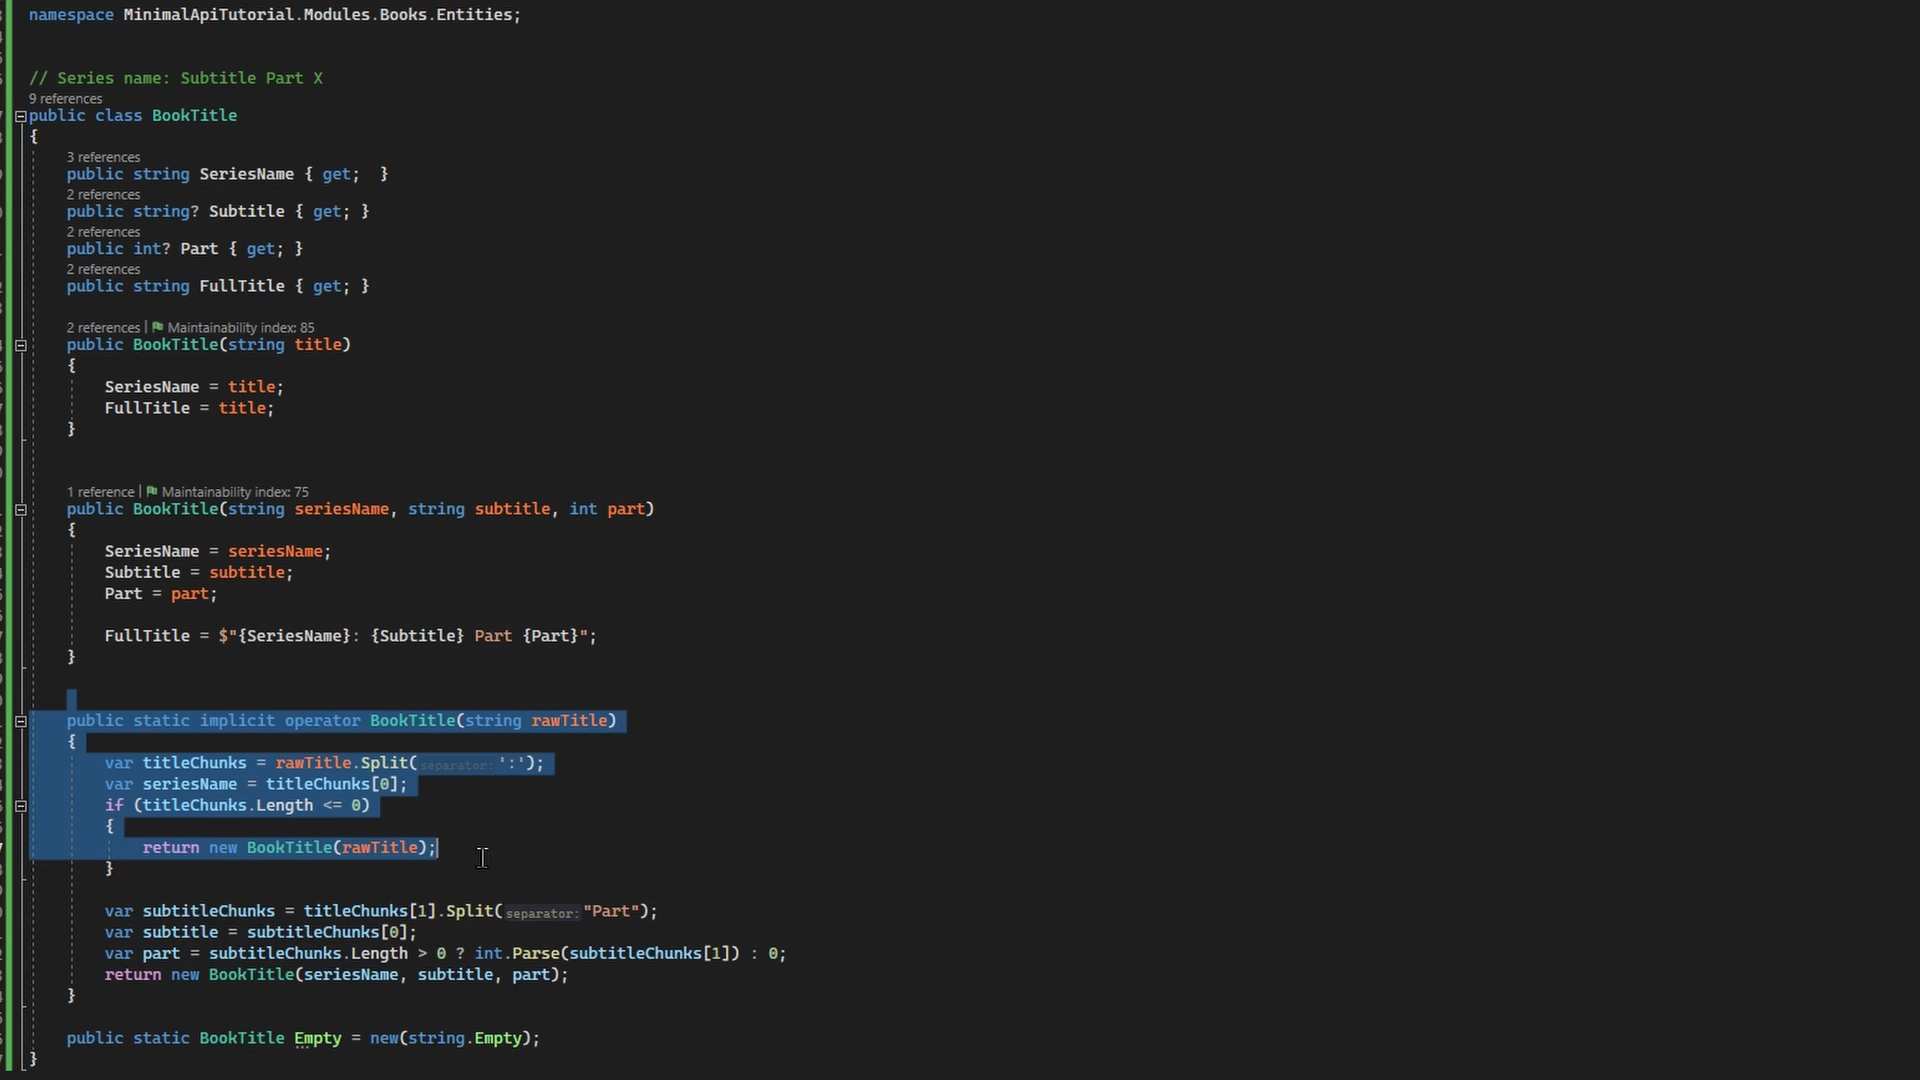 namespace MinimalApiTutorial.Modules.Books.Entities;
// Series name: Subtitle Part X
9 references
public class BookTitle
{
3 references
public string SeriesName { get;  }
2 references
public string? Subtitle { get; }
2 references
public int? Part { get; }
2 references
public string FullTitle { get; }
2 references | Maintainability index: 85
public BookTitle(string title)
{
SeriesName = title;
FullTitle = title;
}
1 reference | Maintainability index: 75
public BookTitle(string seriesName, string subtitle, int part)
{
SeriesName = seriesName;
Subtitle = subtitle;
Part = part;
FullTitle = $"{SeriesName}: {Subtitle} Part {Part}";
}
public static implicit operator BookTitle(string rawTitle)
{
var titleChunks = rawTitle.Split(separator: ':');
var seriesName = titleChunks[0];
if (titleChunks.Length <= 0)
{
return new BookTitle(rawTitle);
}
var subtitleChunks = titleChunks[1].Split(separator: "Part");
var subtitle = subtitleChunks[0];
var part = subtitleChunks.Length > 0 ? int.Parse(subtitleChunks[1]) : 0;
return new BookTitle(seriesName, subtitle, part);
}
public static BookTitle Empty = new(string.Empty);
}